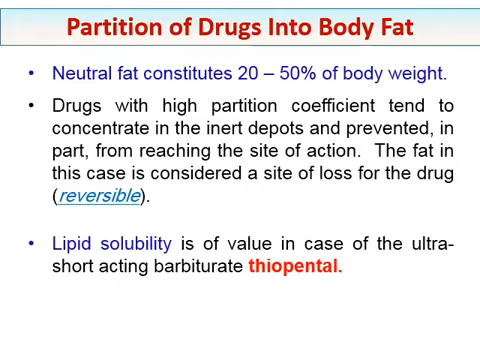 Partition of Drugs Into Body Fat
• Neutral fat constitutes 20 – 50% of body weight.
• Drugs with high partition coefficient tend to
concentrate in the inert depots and prevented, in
part, from reaching the site of action. The fat in
this case is considered a site of loss for the drug
(reversible).
• Lipid solubility is of value in case of the ultra-
short acting barbiturate thiopental.